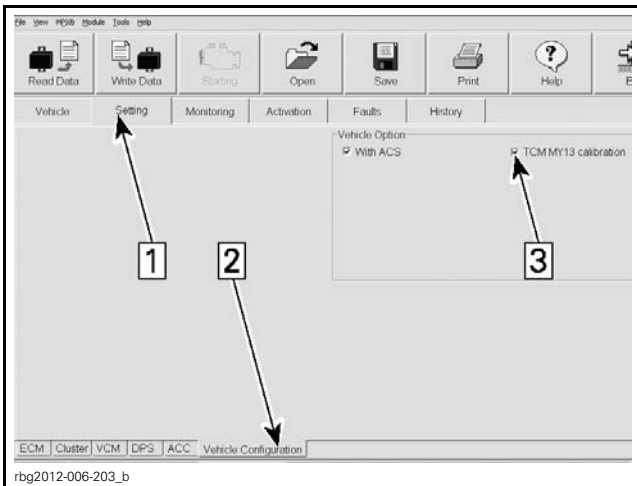 File View MPEM Module Tools Help
Read Data Write Data Starting Open Save Print Help
Vehicle Setting Monitoring Activation Faults History
Vehicle Option
With ACS TCM MY13 calibration
1 2 3
ECM Cluster VCM DPS ACC Vehicle Configuration
rbg2012-006-203_b